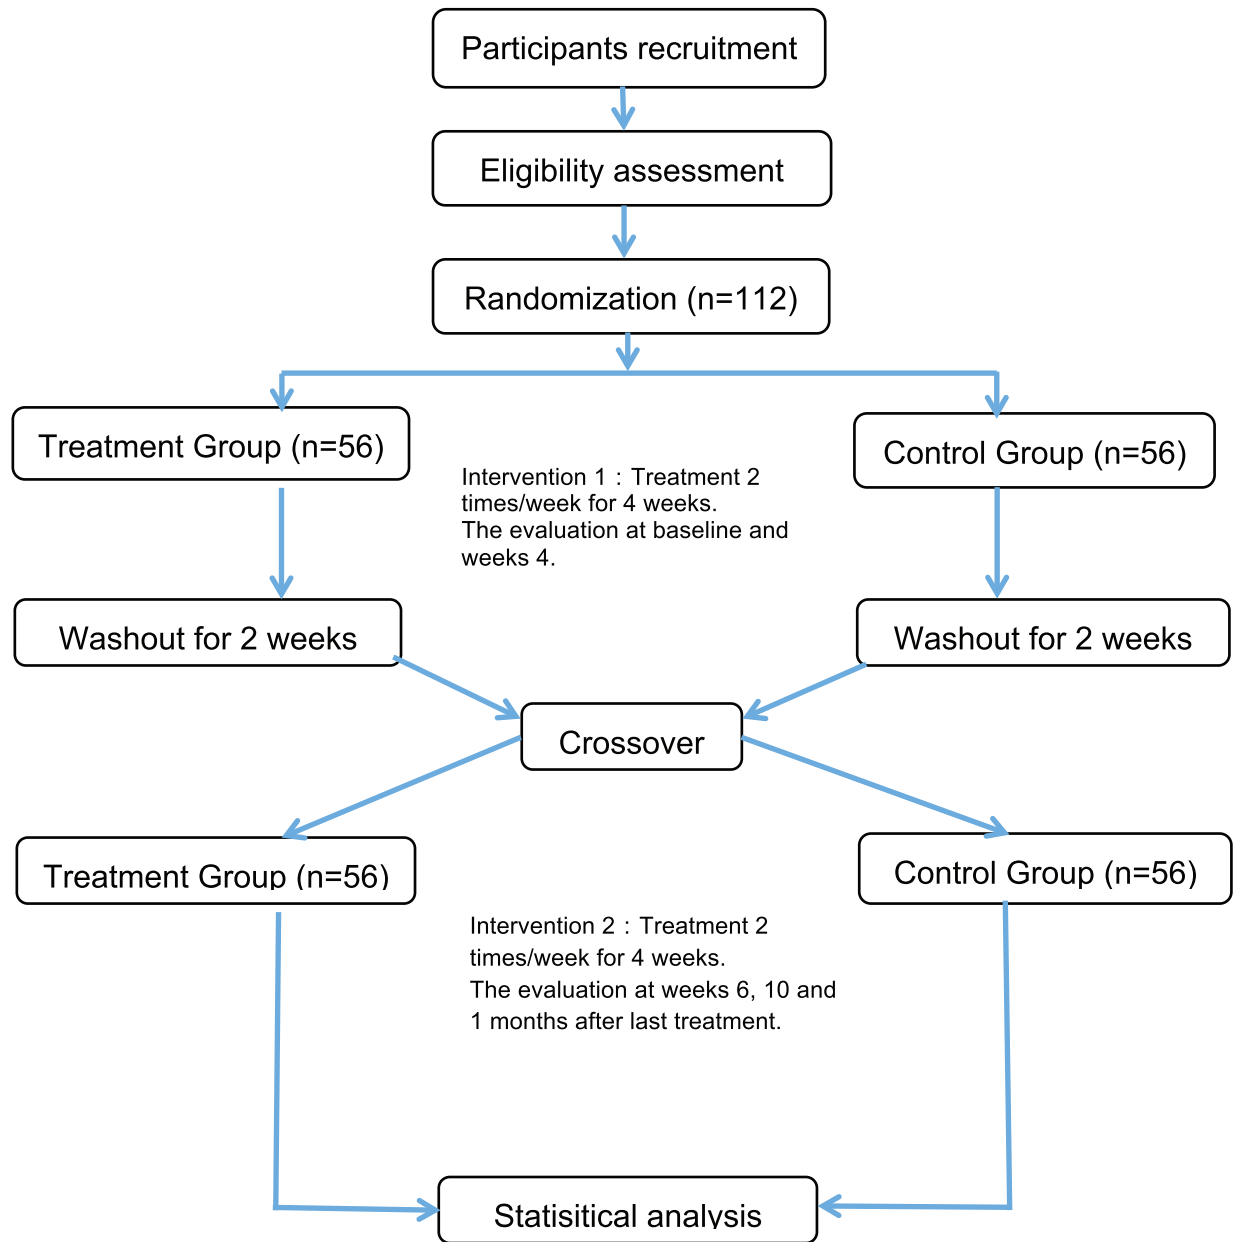 Participants recruitment
Eligibility assessment
Randomization (n=112)
Treatment Group (n=56)
Control Group (n=56)
Intervention 1：Treatment 2
times/week for 4 weeks.
The evaluation at baseline and
weeks 4.
Washout for 2 weeks
Washout for 2 weeks
Crossover
Treatment Group (n=56)
Control Group (n=56)
Intervention 2：Treatment 2
times/week for 4 weeks.
The evaluation at weeks 6, 10 and
1 months after last treatment.
Statisitical analysis